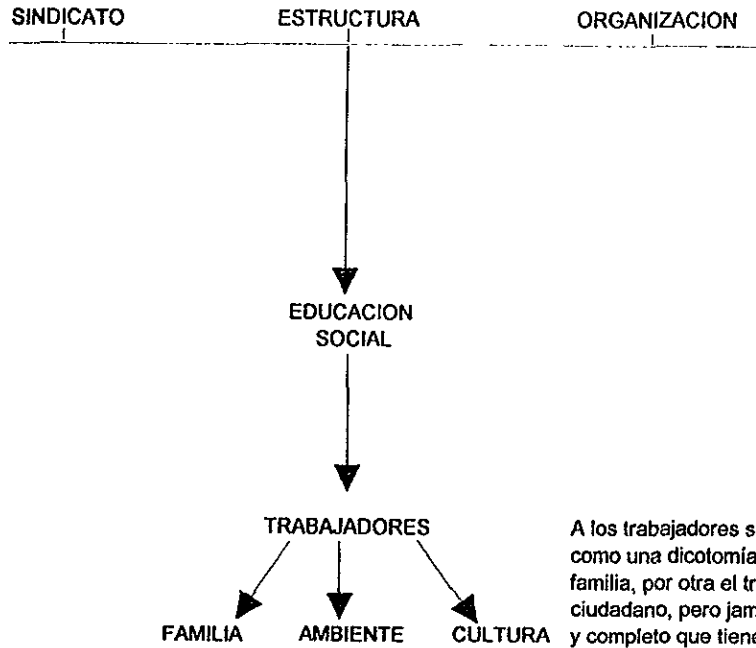 SINDICATO ESTRUCTURA ORGANIZACION
EDUCACION
SOCIAL
TRABAJADORES
FAMILIA AMBIENTE CULTURA
A los trabajadores
como una dicotomía
familia, por otra el
ciudadano, pero
y completo que